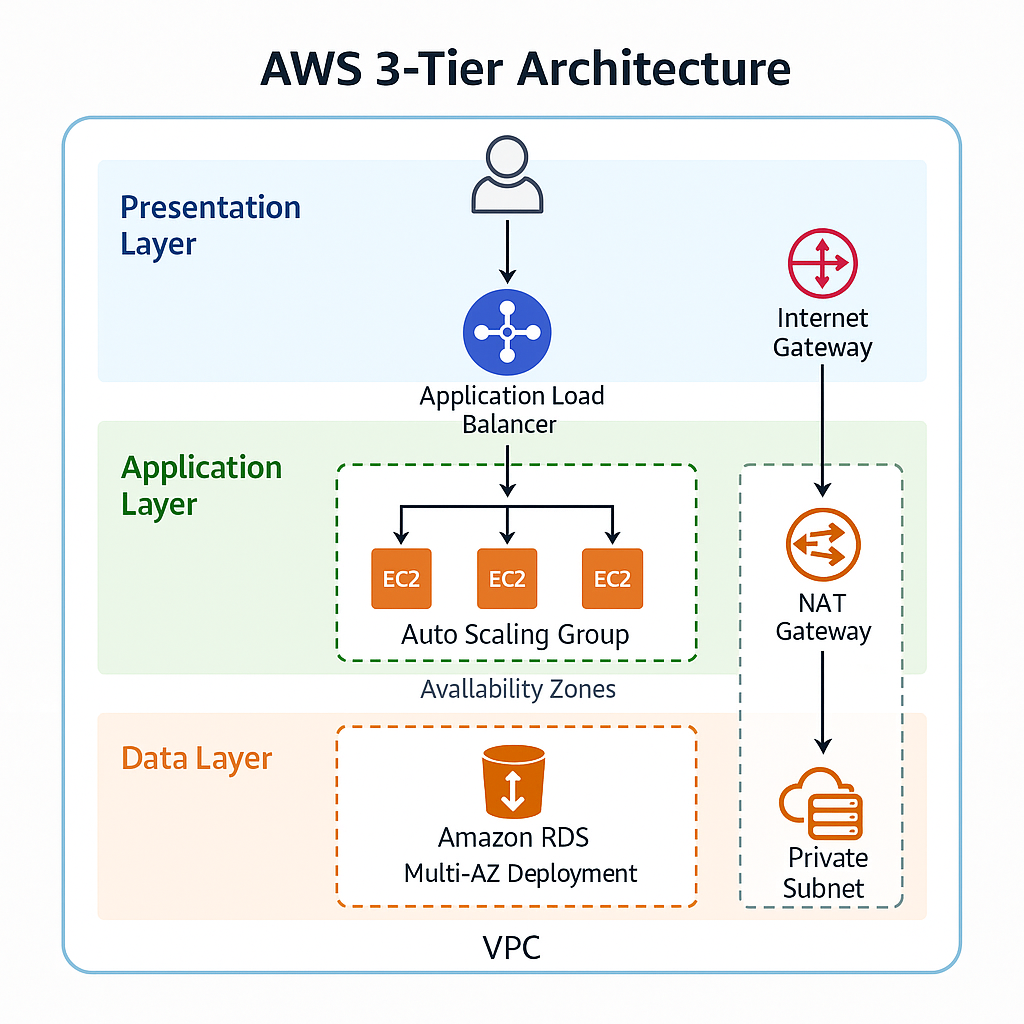 AWS 3-Tier Architecture
Presentation
Layer
Internet
Gateway
Application Load
Balancer
Application
Layer
EC2
EC2
EC2
Auto Scaling Group
NAT
Gateway
Avallability Zones
Data Layer
Amazon RDS
Multi-AZ Deployment
Private
Subnet
VPC